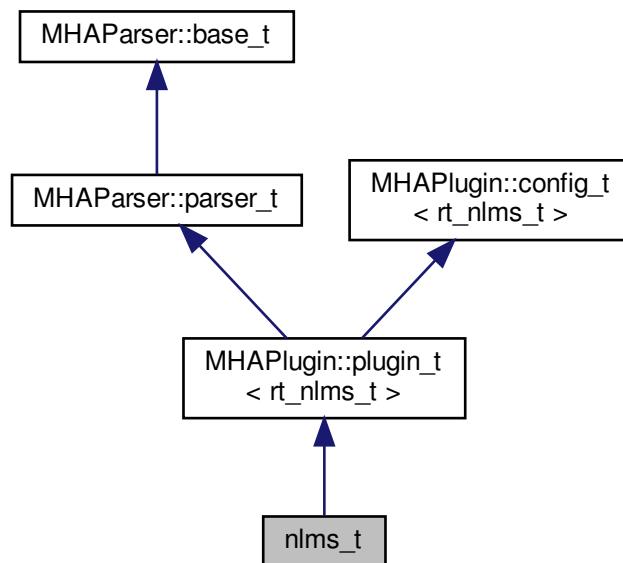 MHAParser::base_t
MHAParser::parser_t
MHAPlugin::config_t
< rt_nlms_t >
MHAPlugin::plugin_t
< rt_nlms_t >
nlms_t